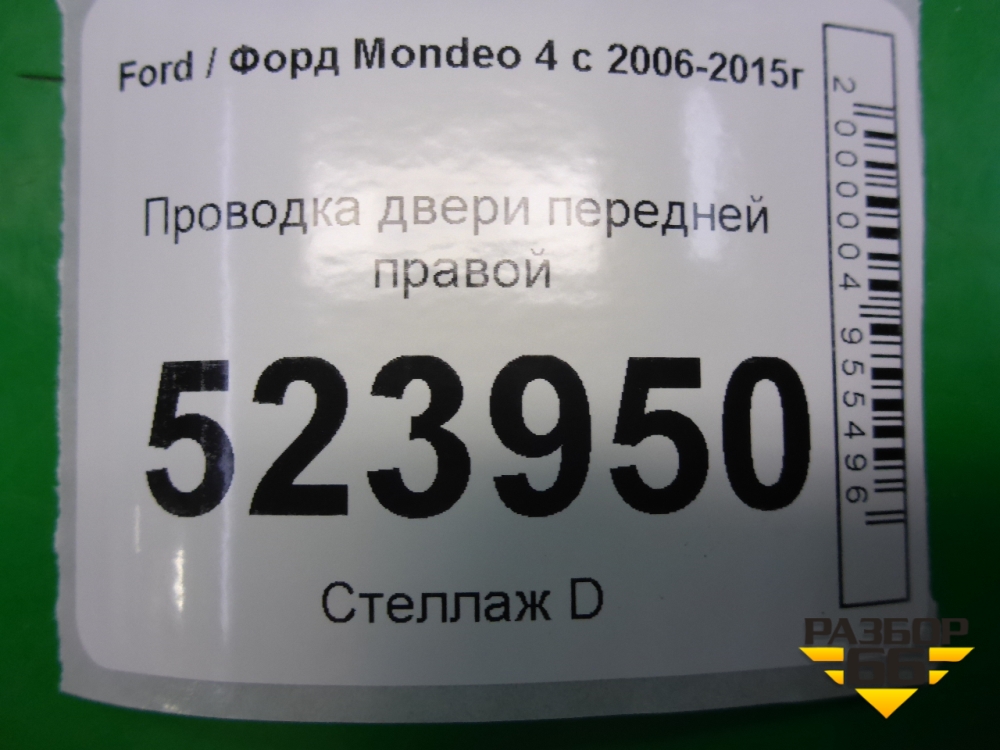 Ford / Форд Mondeo 4 с 2006-2015г
Проводка двери передней
правой
523950
Стеллаж D
2000004955496
РАЗБОР
66